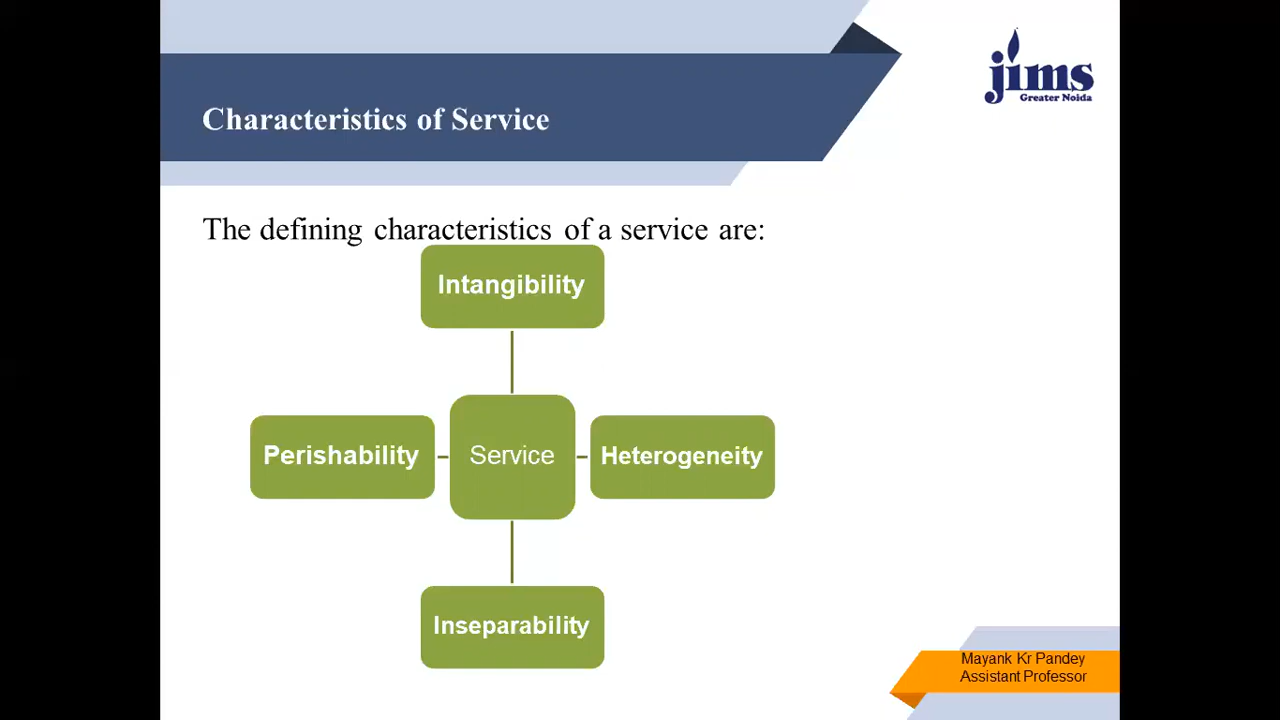 jims
Greater Noida
Characteristics of Service
The defining characteristics of a service are:
Intangibility
Perishability
Service
Heterogeneity
Inseparability
Mayank Kr Pandey
Assistant Professor